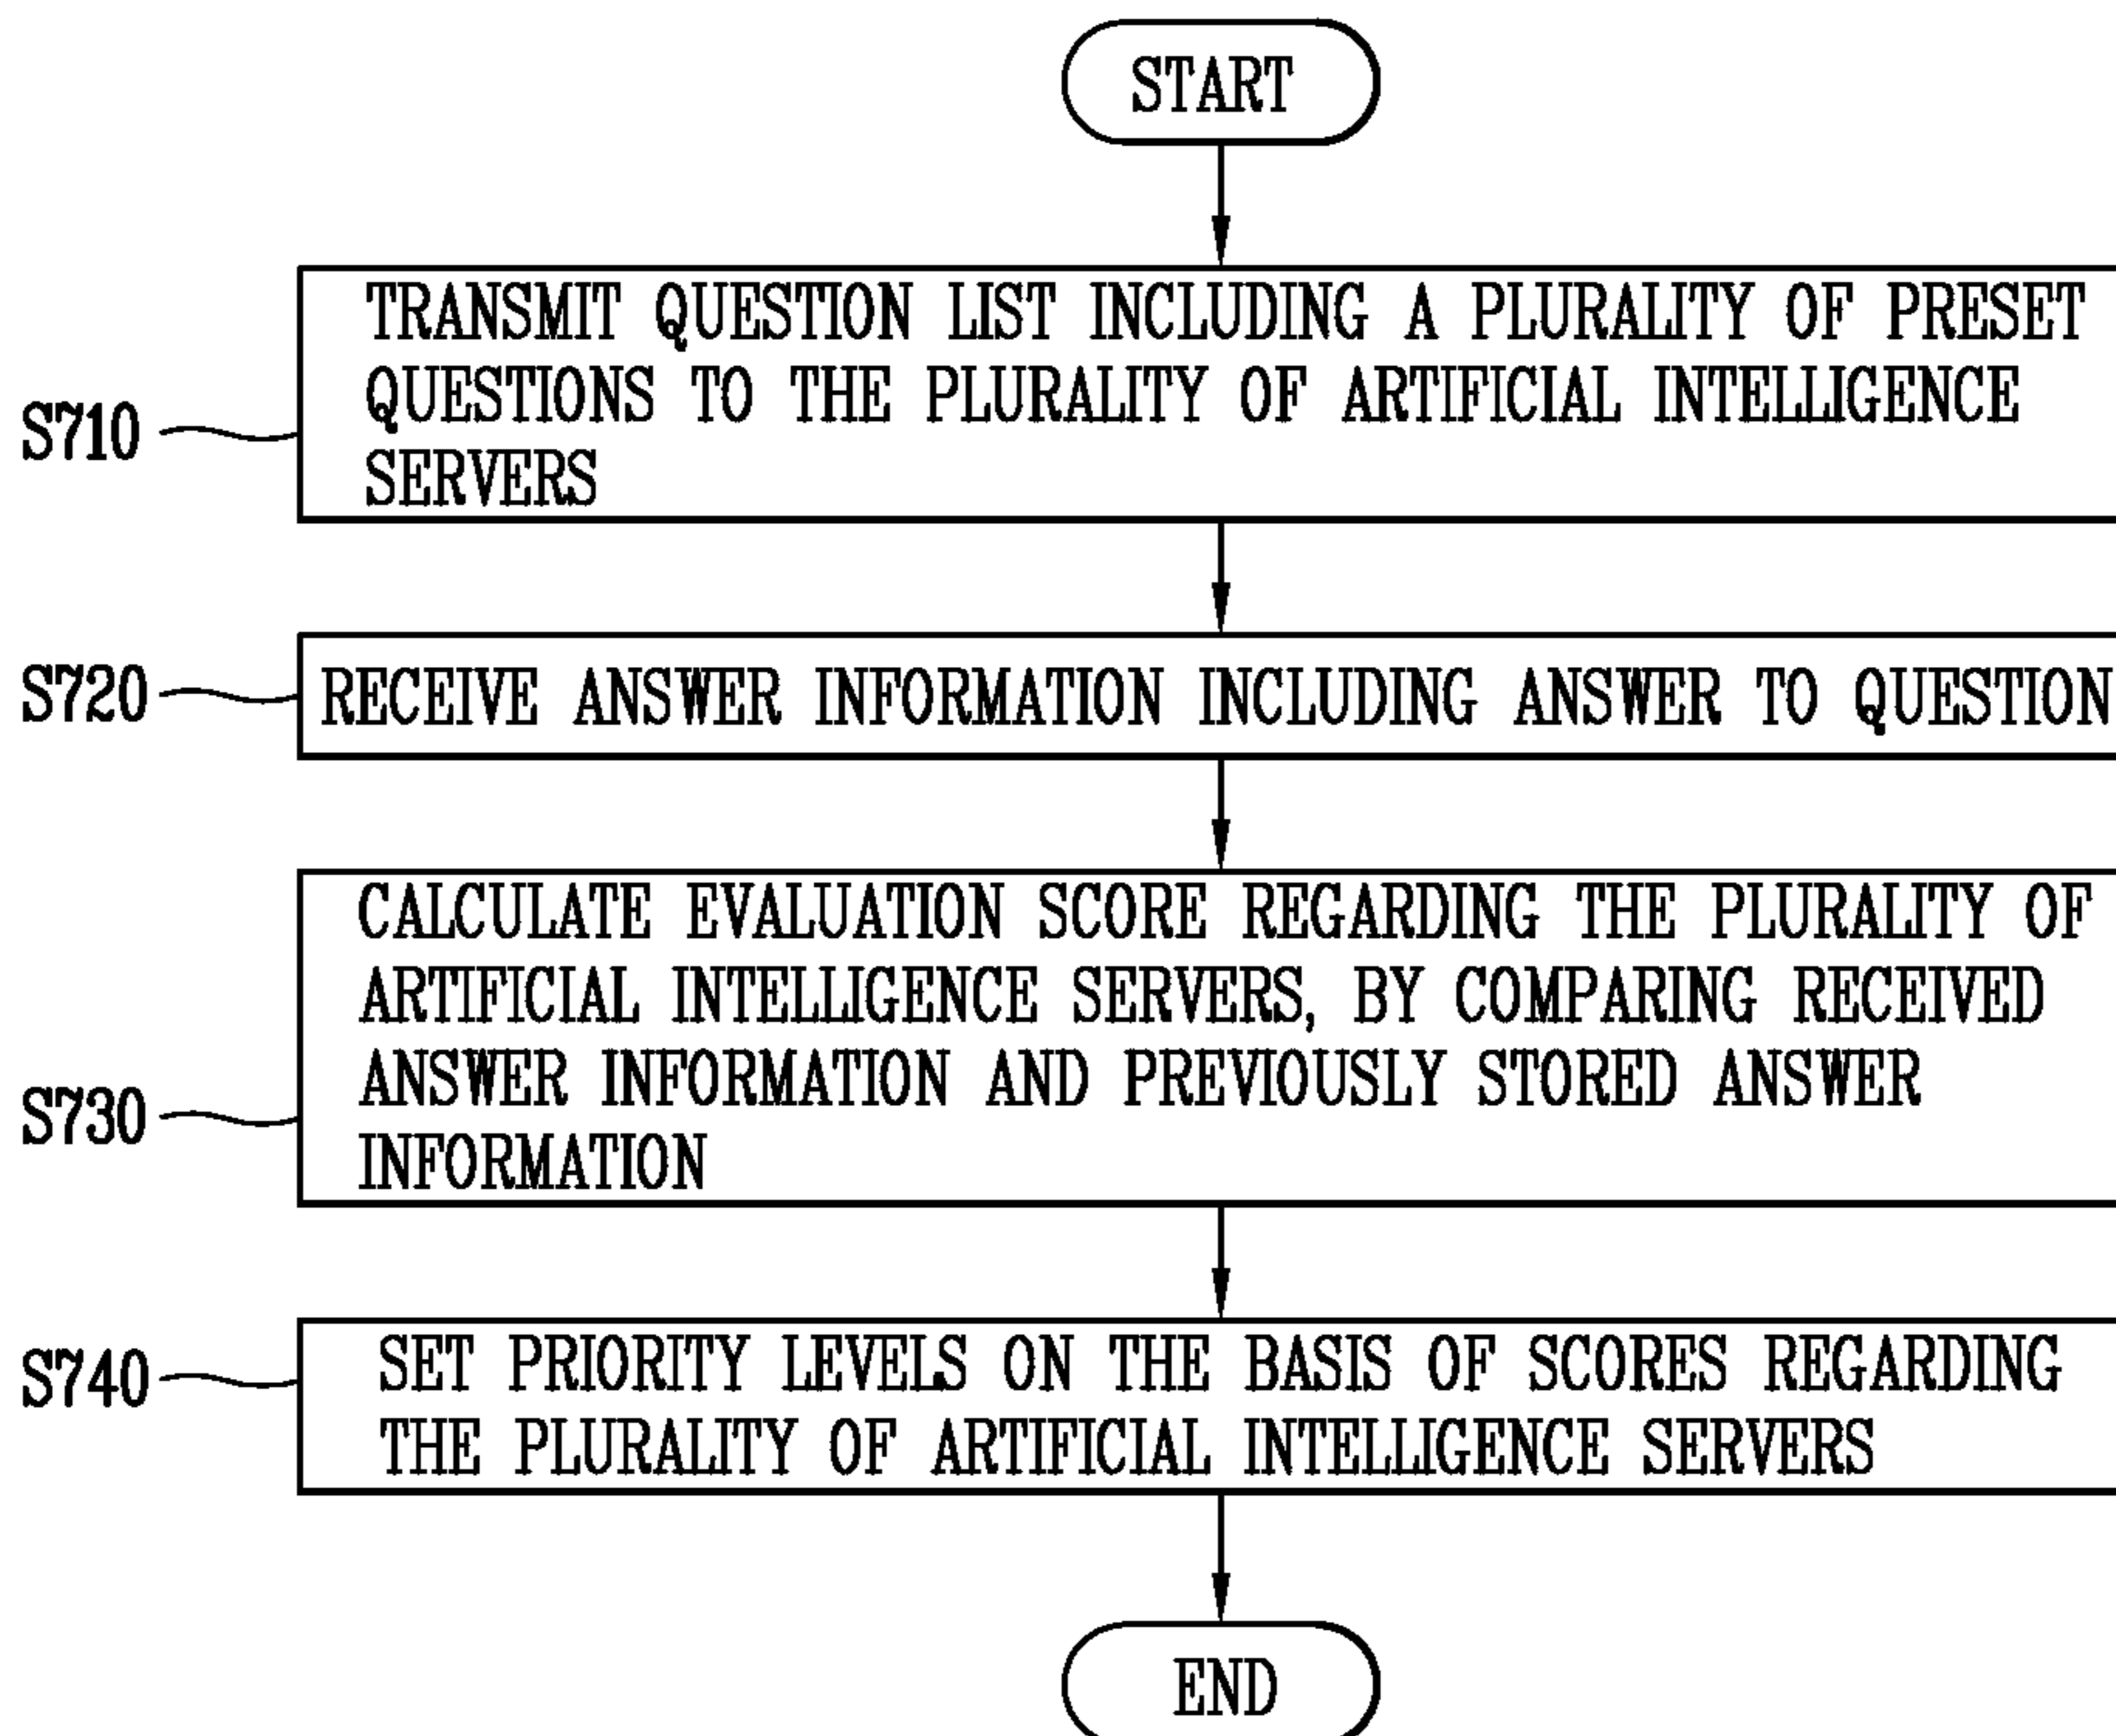 START
TRANSMIT QUESTION LIST INCLUDING A PLURALITY OF PRESET
QUESTIONS TO THE PLURALITY OF ARTIFICIAL INTELLIGENCE
SERVERS
S710
S720
RECEIVE ANSWER INFORMATION INCLUDING ANSWER TO QUESTION
CALCULATE EVALUATION SCORE REGARDING THE PLURALITY OF
ARTIFICIAL INTELLIGENCE SERVERS, BY COMPARING RECEIVED
ANSWER INFORMATION AND PREVIOUSLY STORED ANSWER
INFORMATION
S730
SET PRIORITY LEVELS ON THE BASIS OF SCORES REGARDING
THE PLURALITY OF ARTIFICIAL INTELLIGENCE SERVERS
S740
END